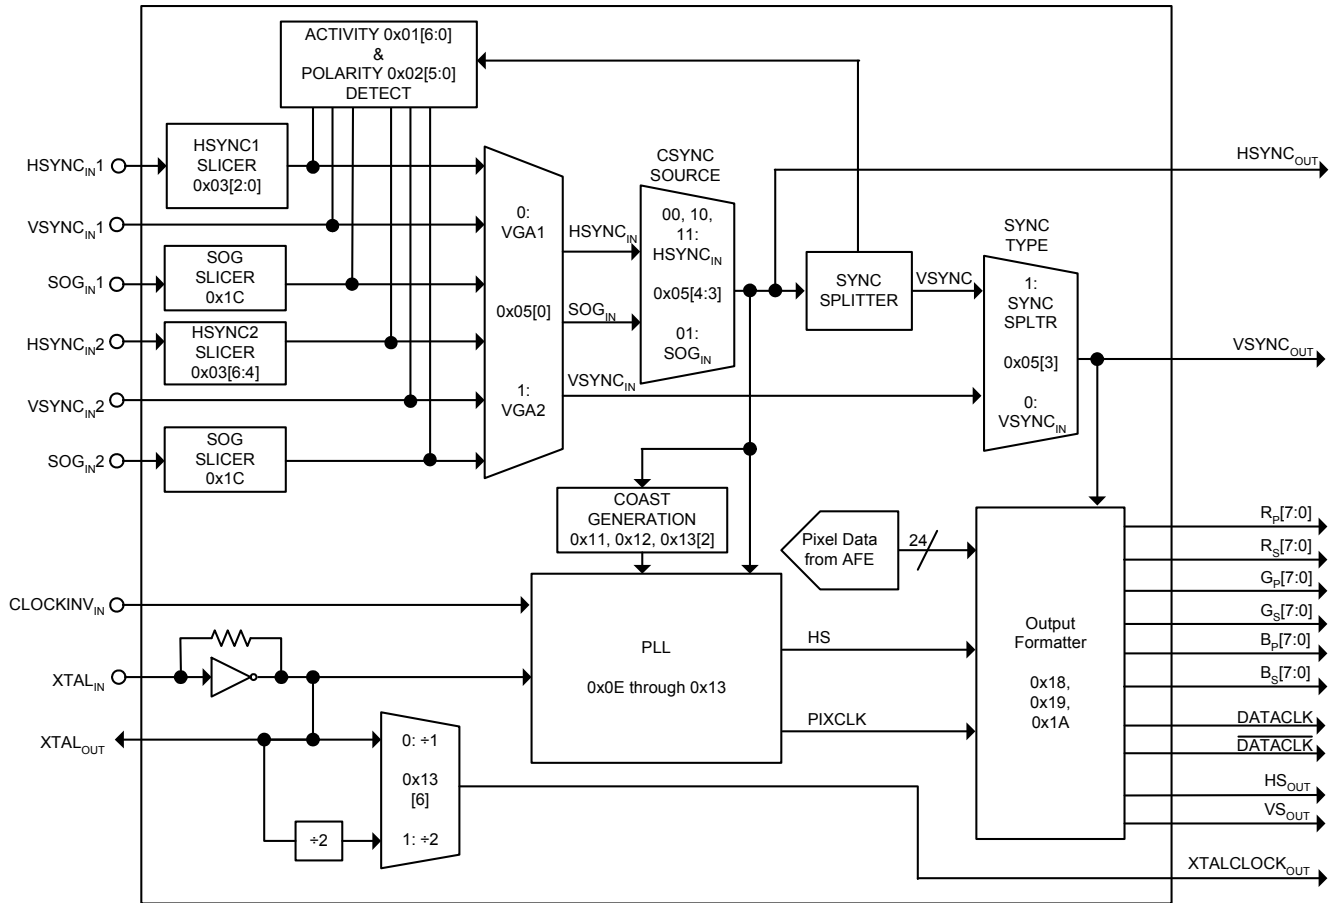 ACTIVITY 0x01[6:0]
&
POLARITY 0x02[5:0]
DETECT
HSYNCIN1
HSYNC1
SLICER
0x03[2:0]
VSYNCIN1
SOGIN1
SOG
SLICER
0x1C
HSYNCIN2
HSYNC2
SLICER
0x03[6:4]
VSYNCIN2
SOGIN2
SOG
SLICER
0x1C
0:
VGA1
0x05[0]
1:
VGA2
HSYNCIN
SOGIN
VSYNCIN
CSYNC
SOURCE
00, 10,
11:
HSYNCIN
0x05[4:3]
01:
SOGIN
SYNC
SPLITTER
VSYNC
SYNC
TYPE
1:
SYNC
SPLTR
0x05[3]
0:
VSYNCIN
HSYNCOUT
VSYNCOUT
COAST
GENERATION
0x11, 0x12, 0x13[2]
Pixel Data
from AFE
24
CLOCKINVIN
XTALIN
XTALOUT
PLL
0x0E through 0x13
HS
PIXCLK
Output
Formatter
0x18,
0x19,
0x1A
RP[7:0]
RS[7:0]
GP[7:0]
GS[7:0]
BP[7:0]
BS[7:0]
DATACLK
DATACLK
HSOUT
VSOUT
0: ÷1
0x13
[6]
1: ÷2
÷2
XTALCLOCKOUT